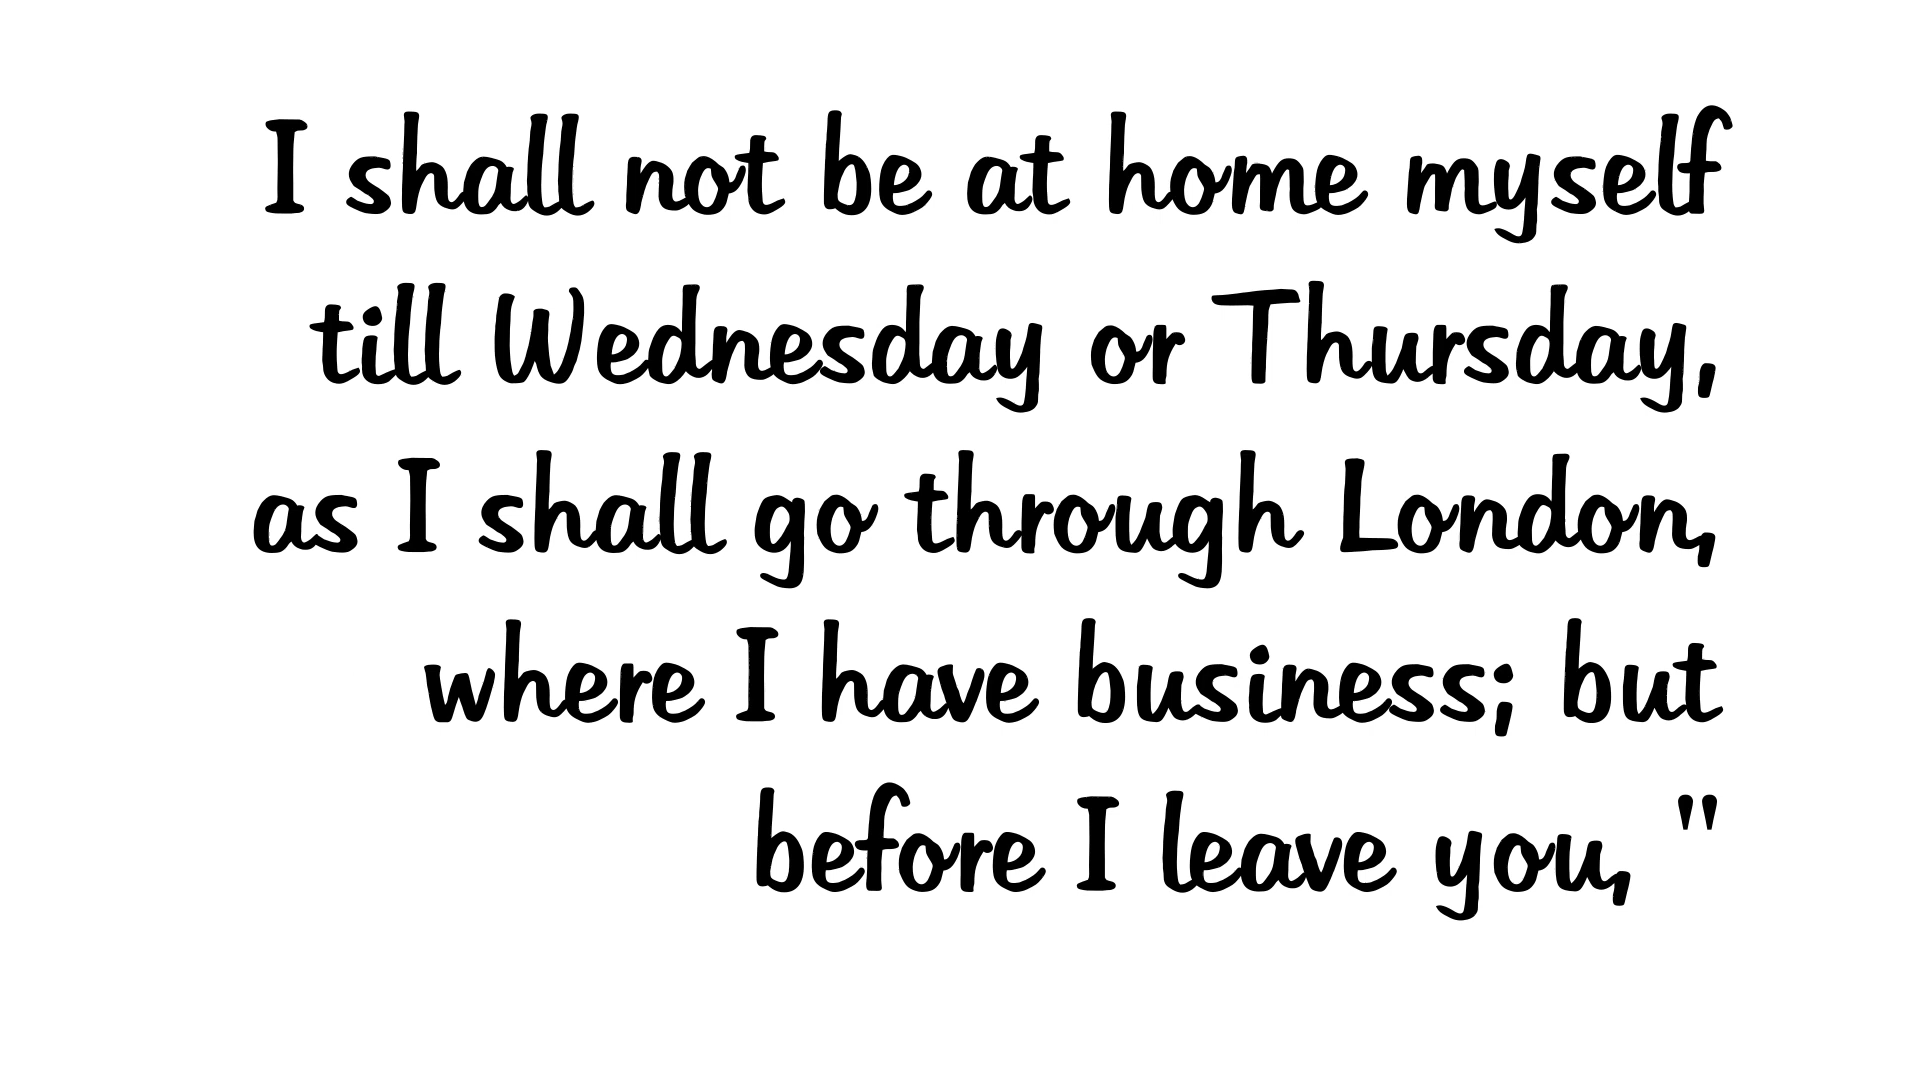 I shall not be at home myself
till Wednesday or Thursday,
as I shall go through London,
where I have business; but
before I leave you, "